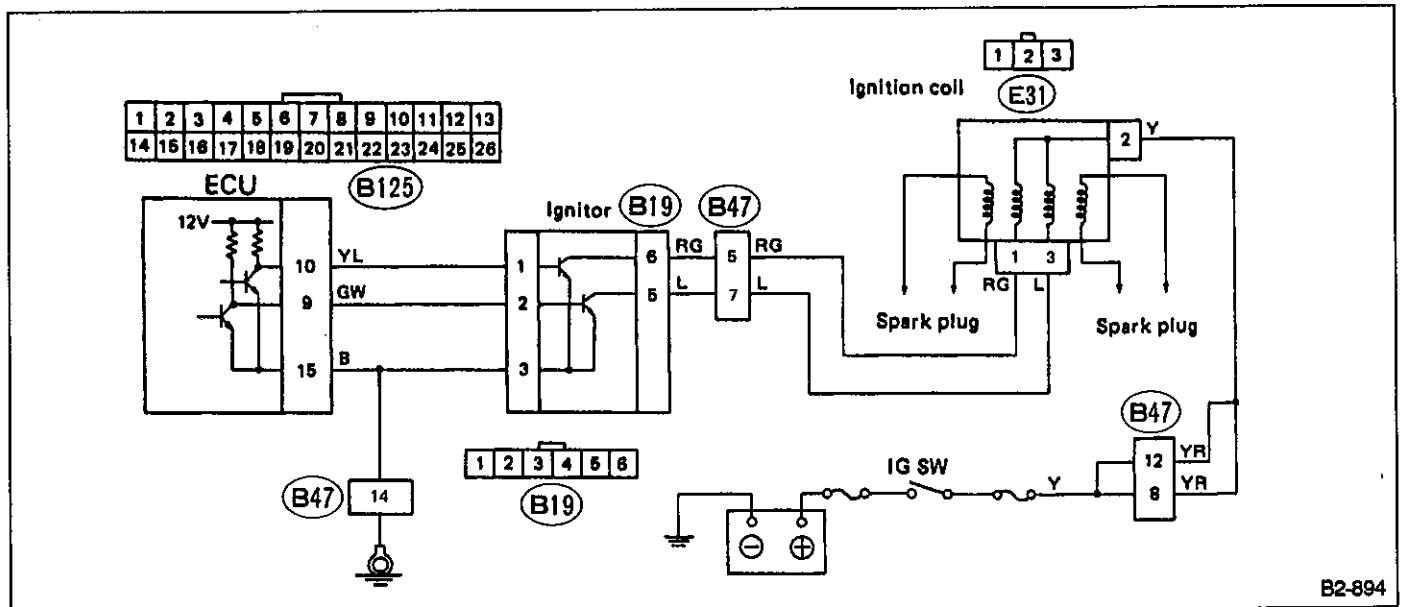 1 2 3
Ignition coil
E31
1 2 3 4 5 6 7 8 9 10 11 12 13
14 15 16 17 18 19 20 21 22 23 24 25 26
B125
ECU
12V
10 YL
9 GW
15 B
Ignitor
B19
B47
1 6 RG 5 RG
2 5 L 7 L
3
2 Y
1 3
RG L
Spark plug
Spark plug
1 2 3 4 5 6
B19
B47
14
IG SW
Y
B47
12 YR
8 YR
B2-894